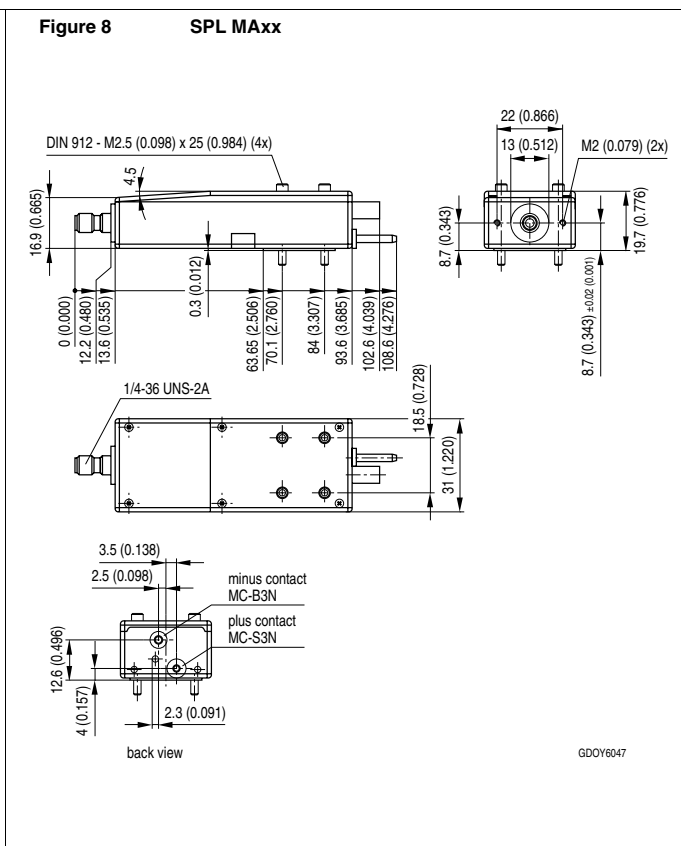 Figure 8 SPL MAxx
22 (0.866)
13 (0.512)
M2 (0.079) (2x)
DIN 912 - M2.5 (0.098) x 25 (0.984) (4x)
4.5
16.9 (0.665)
0.3 (0.012)
8.7 (0.343)
19.7 (0.776)
8.7 (0.343) ±0.02 (0.001)
0 (0.000)
12.2 (0.480)
13.6 (0.535)
63.65 (2.506)
70.1 (2.760)
84 (3.307)
93.6 (3.685)
102.6 (4.039)
108.6 (4.276)
1/4-36 UNS-2A
18.5 (0.728)
31 (1.220)
3.5 (0.138)
2.5 (0.098)
minus contact
MC-B3N
plus contact
MC-S3N
12.6 (0.496)
4 (0.157)
2.3 (0.091)
back view
GDOY6047